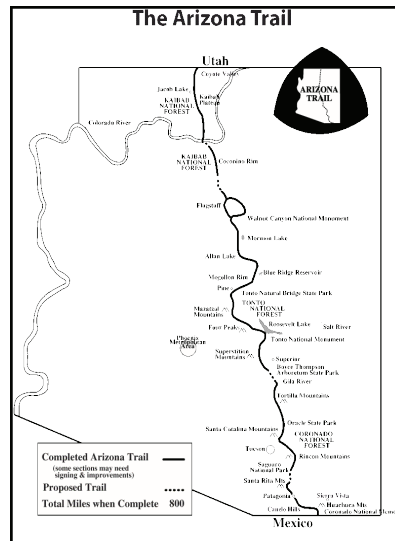 The Arizona Trail
Utah
Coyote Valley
Jacob Lake
Kaibab
Plateau
KAIBAB
NATIONAL
FOREST
ARIZONA
TRAIL
Colorado River
KAIBAB
NATIONAL
FOREST
Coconino Rim
Flagstaff
Walnut Canyon National Monument
Mormon Lake
Allan Lake
Blue Ridge Reservoir
Mogollon Rim
Pine
Tonto Natural Bridge State Park
TONTO
NATIONAL
FOREST
Mazatzal
Mountains
Roosevelt Lake
Salt River
Four Peaks
Tonto National Monument
Phoenix
Metropolitan
Area
Superstition
Mountains
Superior
Boyce Thompson
Arboretum State Park
Gila River
Tortilla Mountains
Oracle State Park
Santa Catalina Mountains
CORONADO
NATIONAL
FOREST
Tucson
Rincon Mountains
Saguaro
National Park
Santa Rita Mts
Patagonia
Sierra Vista
Huachuca Mts
Canelo Hills
Coronado National Mem
Mexico
Completed Arizona Trail
(some sections may need
signing & improvements)
Proposed Trail
Total Miles when Complete 800